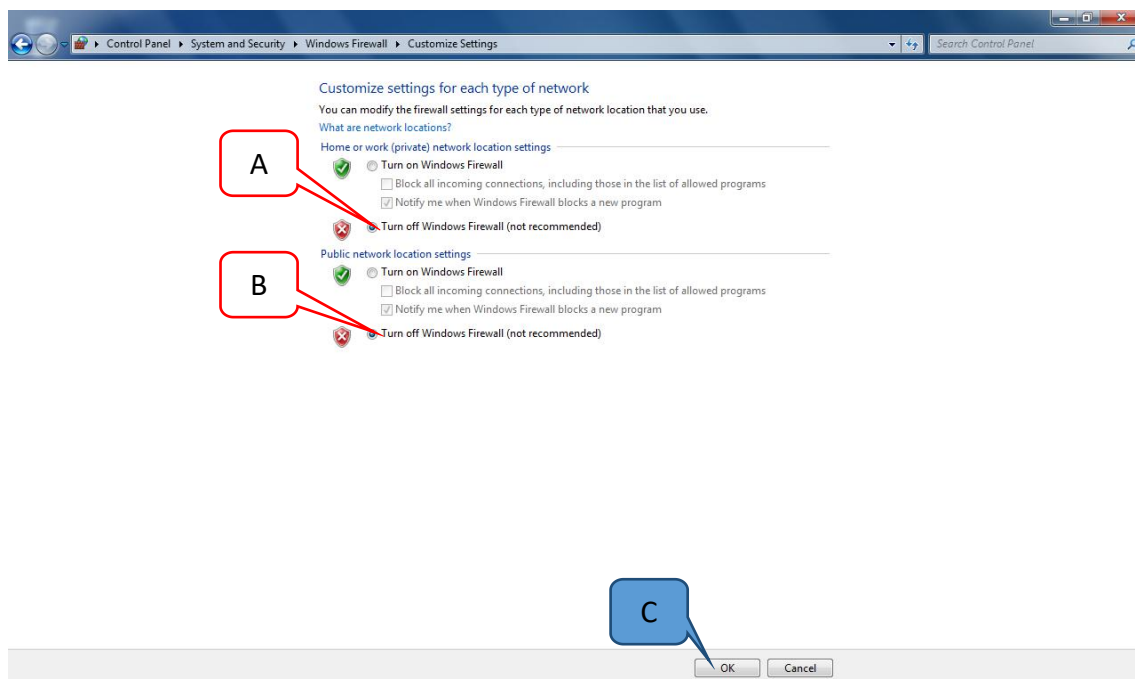 Control Panel System and Security Windows Firewall Customize Settings Search Control Panel
Customize settings for each type of network
You can modify the firewall settings for each type of network location that you use.
What are network locations?
Home or work (private) network location settings
A
Turn on Windows Firewall
Block all incoming connections, including those in the list of allowed programs
Notify me when Windows Firewall blocks a new program
Turn off Windows Firewall (not recommended)
Public network location settings
B
Turn on Windows Firewall
Block all incoming connections, including those in the list of allowed programs
Notify me when Windows Firewall blocks a new program
Turn off Windows Firewall (not recommended)
C
OK Cancel